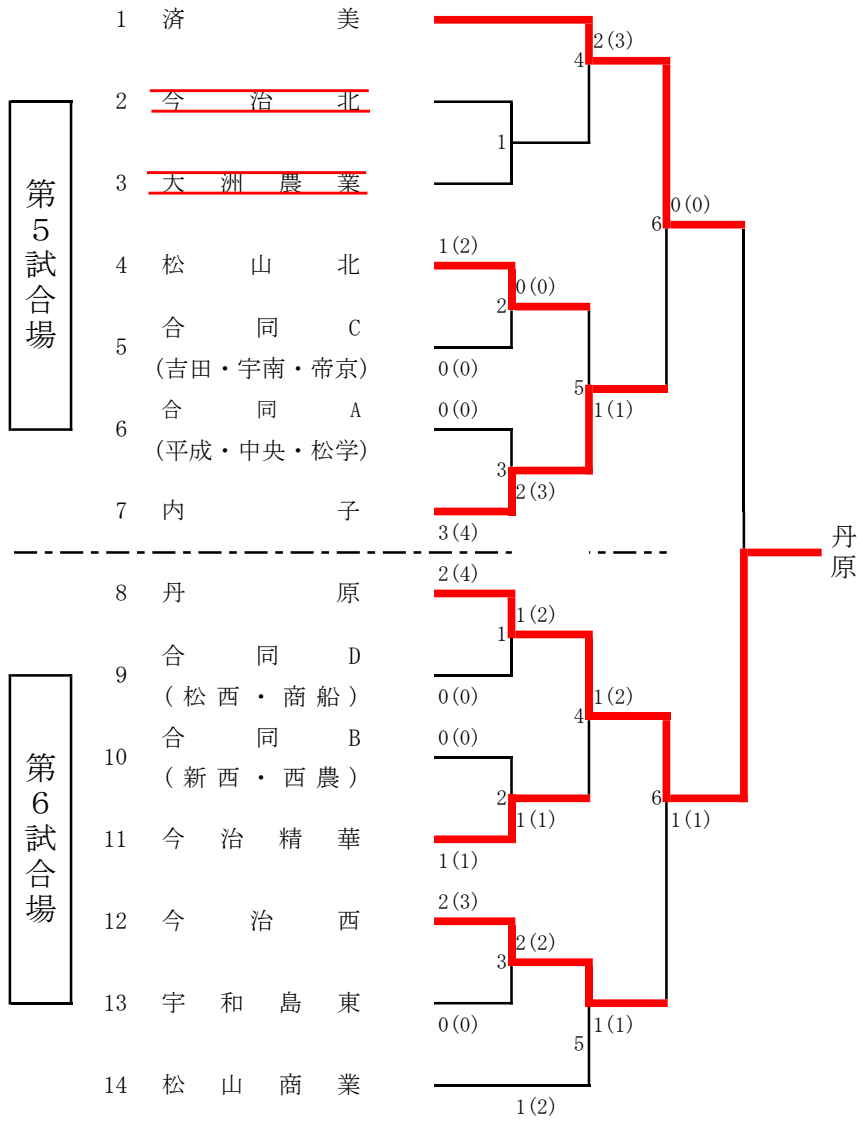 1 済美
2(3)
4
2 今治北
1
第5試合場
3 大洲農業
0(0)
6
4 松山北
1(2)
0(0)
2
5 合同C
(吉田・宇南・帝京)
0(0)
5
1(1)
6 合同A
(平成・中央・松学)
0(0)
3
2(3)
7 内子
3(4)
丹原
8 丹原
2(4)
1(2)
1
9 合同D
(松西・商船)
0(0)
1(2)
4
10 合同B
(新西・西農)
0(0)
第6試合場
2
1(1)
6
1(1)
11 今治精華
1(1)
12 今治西
2(3)
2(2)
3
13 宇和島東
0(0)
1(1)
5
14 松山商業
1(2)